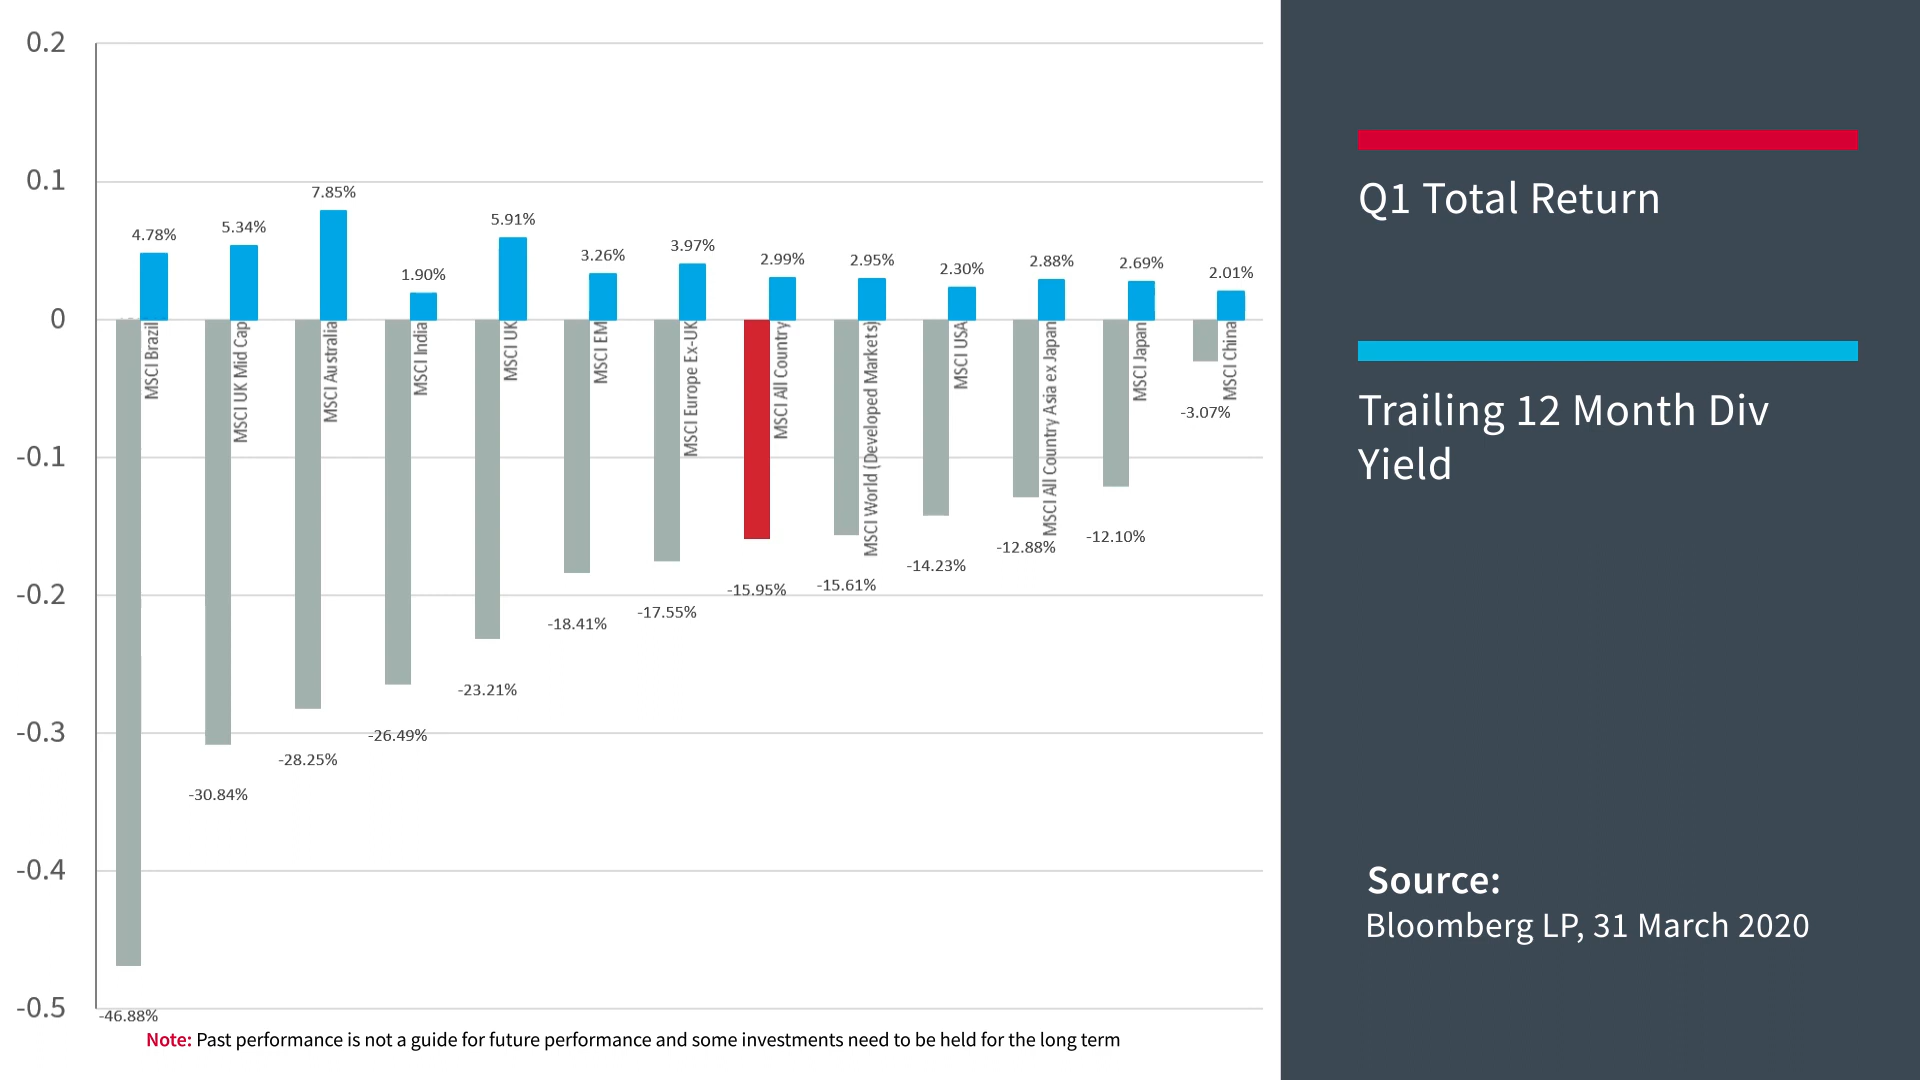 0.2
0.1
0
-0.1
-0.2
-0.3
-0.4
-0.5
4.78%
5.34%
7.85%
1.90%
5.91%
3.26%
3.97%
2.99%
2.95%
2.30%
2.88%
2.69%
2.01%
MSCI Brazil
MSCI UK Mid Cap
MSCI Australia
MSCI India
MSCI UK
MSCI EM
MSCI Europe Ex-UK
MSCI All Country
MSCI World (Developed Markets)
MSCI USA
MSCI All Country Asia ex Japan
MSCI Japan
MSCI China
-46.88%
-30.84%
-28.25%
-26.49%
-23.21%
-18.41%
-17.55%
-15.95%
-15.61%
-14.23%
-12.88%
-12.10%
-3.07%
Note: Past performance is not a guide for future performance and some investments need to be held for the long term
Q1 Total Return
Trailing 12 Month Div
Yield
Source:
Bloomberg LP, 31 March 2020